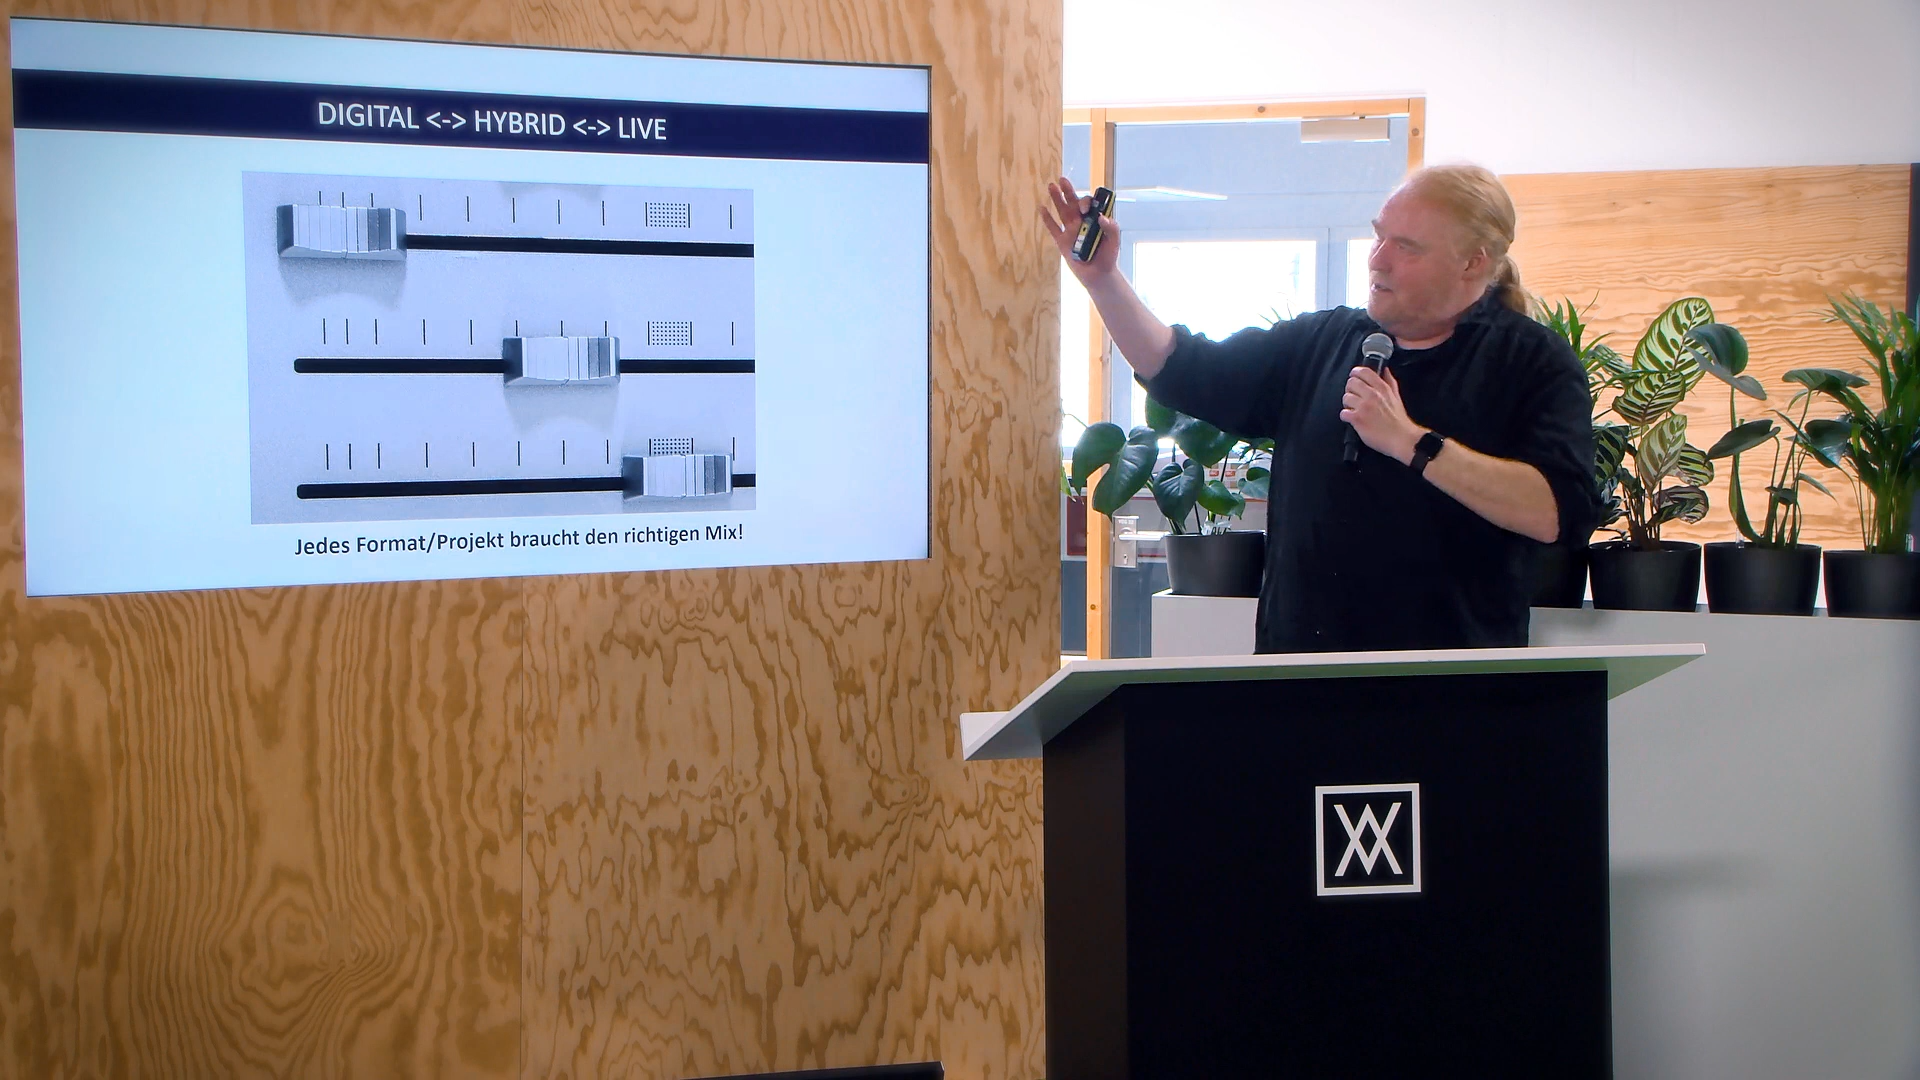 DIGITAL <-> HYBRID <-> LIVE
Jedes Format/Projekt braucht den richtigen Mix!